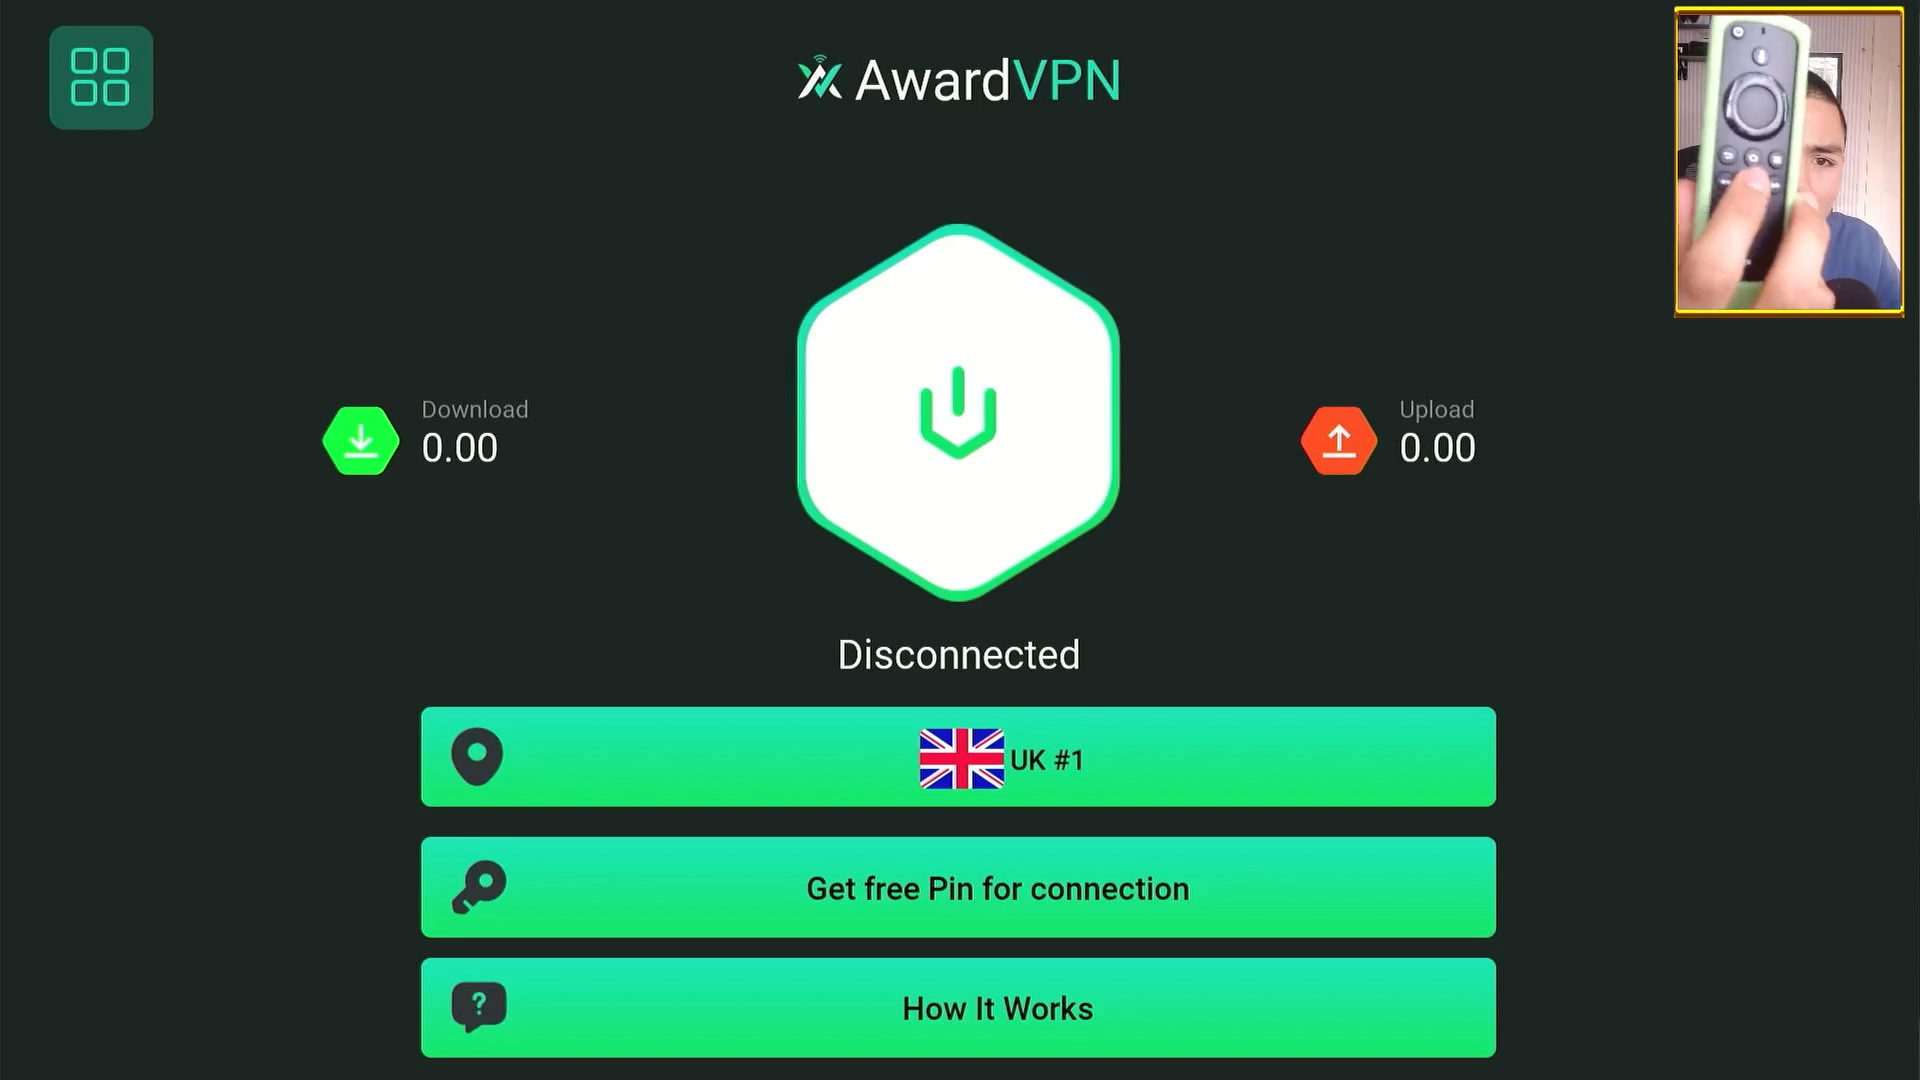 AwardVPN
Download
0.00
Upload
0.00
Disconnected
UK #1
Get free Pin for connection
How It Works